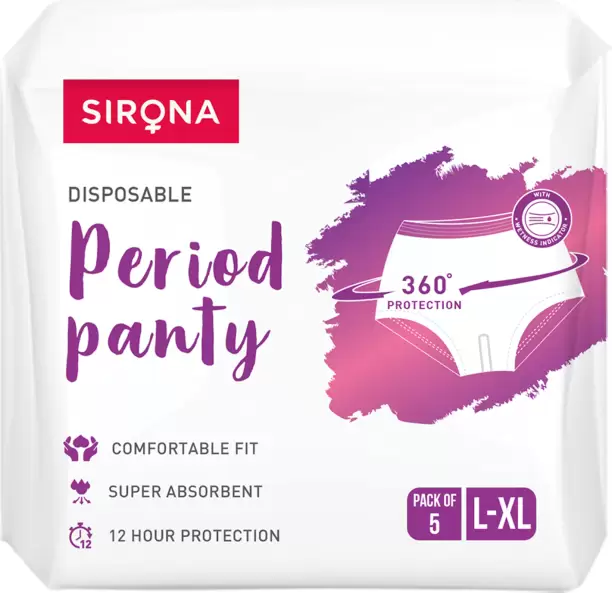 SIRONA
DISPOSABLE
Period
panty
WITH
WETNESS INDICATOR
360°
PROTECTION
COMFORTABLE FIT
SUPER ABSORBENT
12
12 HOUR PROTECTION
PACK OF
5
L-XL